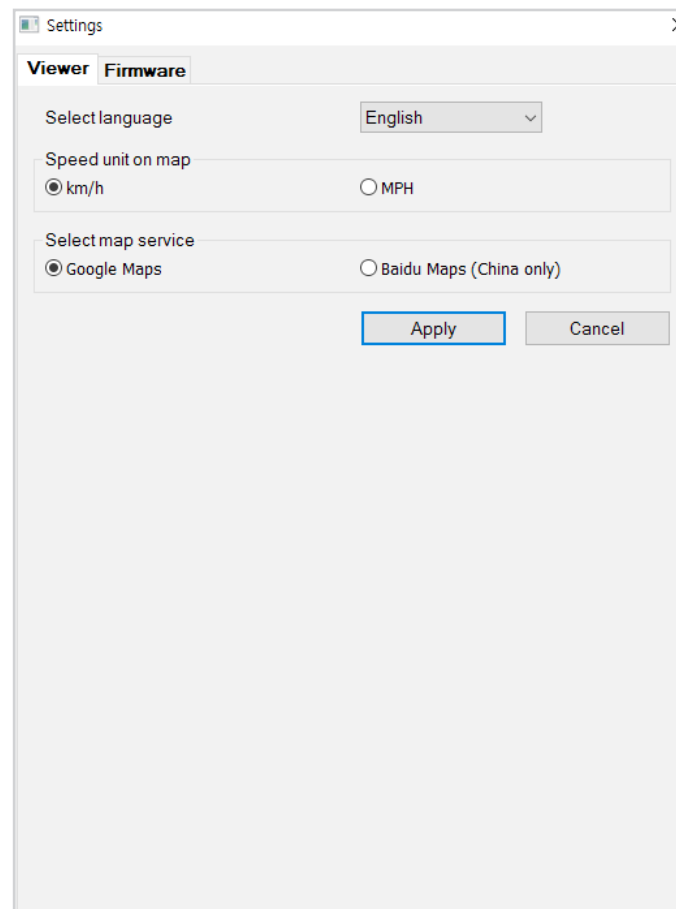 Settings
Viewer Firmware
Select language English
Speed unit on map
km/h MPH
Select map service
Google Maps Baidu Maps (China only)
Apply Cancel